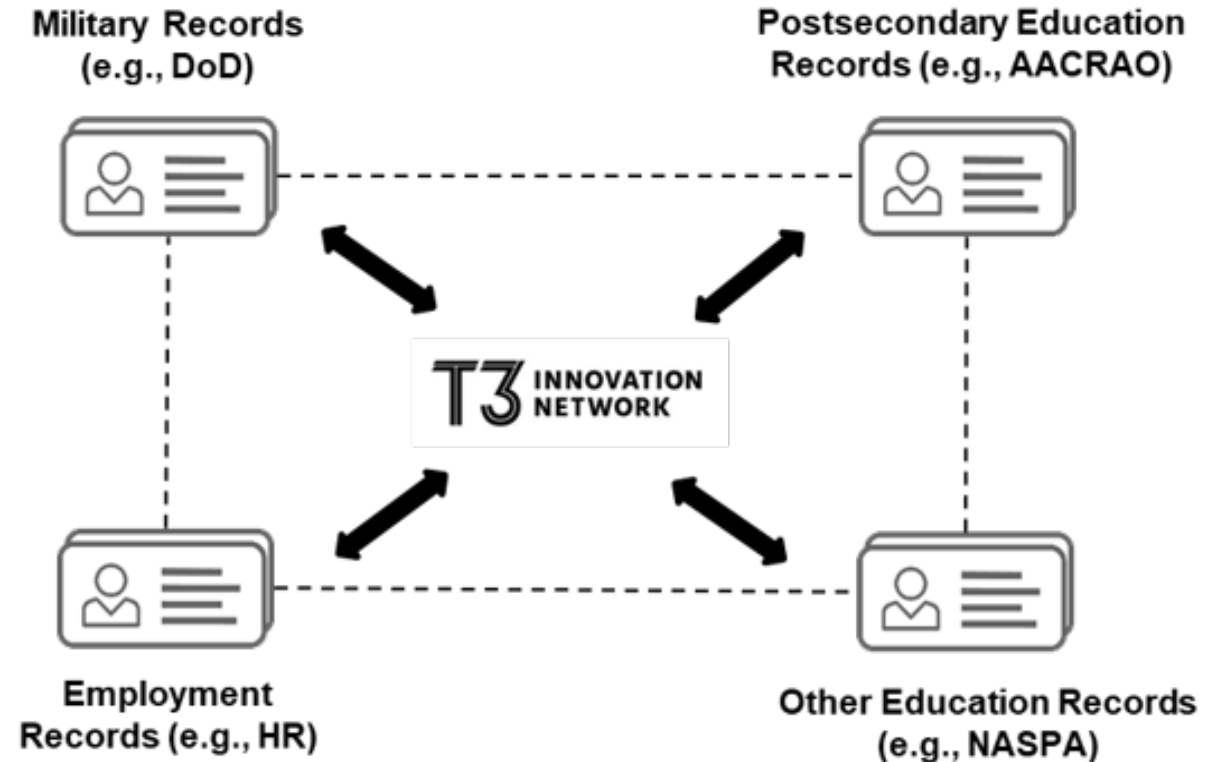 Military Records
(e.g., DoD)
Postsecondary Education
Records (e.g., AACRAO)
T3 INNOVATION
NETWORK
Employment
Records (e.g., HR)
Other Education Records
(e.g., NASPA)